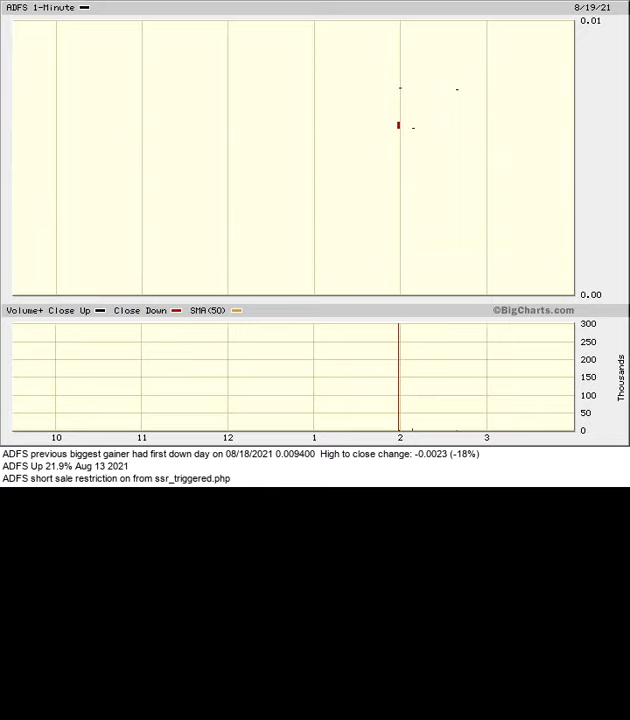 ADFS 1-Minute 8/19/21
0.01
0.00
Volume+ Close Up Close Down SMA(50) ©BigCharts.com
300
250
200
150
100
50
0
Thousands
10 11 12 1 2 3
ADFS previous biggest gainer had first down day on 08/18/2021 0.009400 High to close change: -0.0023 (-18%)
ADFS Up 21.9% Aug 13 2021
ADFS short sale restriction on from ssr_triggered.php